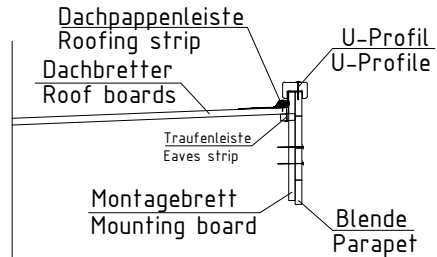 Dachpappenleiste
Roofing strip
U-Profil
U-Profile
Dachbretter
Roof boards
Traufenleiste
Eaves strip
Montagebrett
Mounting board
Blende
Parapet